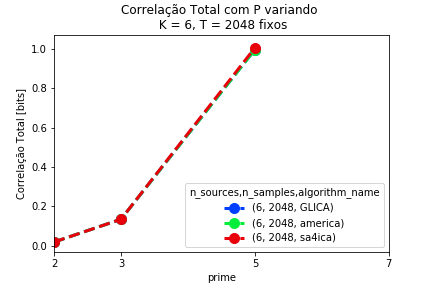 Correlação Total com P variando
K = 6, T = 2048 fixos
Correlação Total [bits]
1.0
0.8
0.6
0.4
0.2
0.0
n_sources,n_samples,algorithm_name
(6, 2048, GLICA)
(6, 2048, america)
(6, 2048, sa4ica)
2 3 5 7
prime